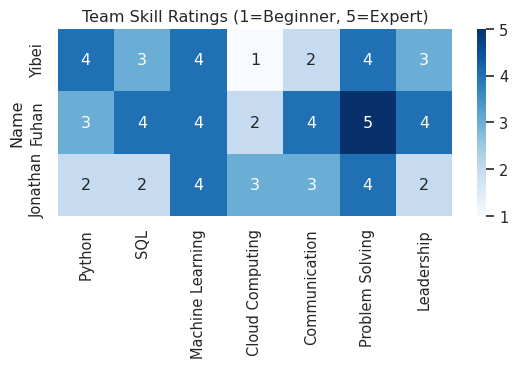 Team Skill Ratings (1=Beginner, 5=Expert)
Name
Yibei
4 3 4 1 2 4 3
Fuhan
3 4 4 2 4 5 4
Jonathan
2 2 4 3 3 4 2
Python
SQL
Machine Learning
Cloud Computing
Communication
Problem Solving
Leadership
5
4
3
2
1